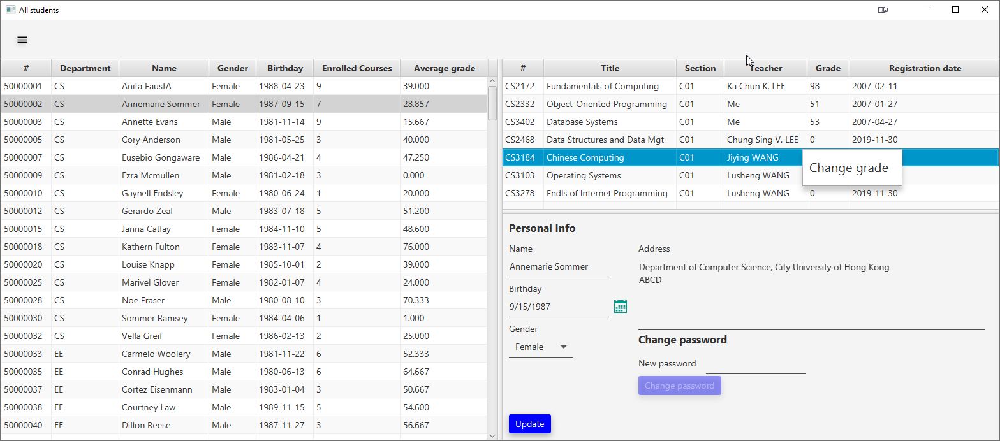 All students
# Department Name Gender Birthday Enrolled Courses Average grade
50000001 CS Anita FaustA Female 1988-04-23 9 39.000
50000002 CS Annemarie Sommer Female 1987-09-15 7 28.857
50000003 CS Annette Evans Male 1981-11-14 9 15.667
50000005 CS Cory Anderson Male 1981-05-25 3 40.000
50000007 CS Eusebio Gongaware Male 1986-04-21 4 47.250
50000009 CS Ezra Mcmullen Male 1981-02-18 3 0.000
50000010 CS Gaynell Endsley Female 1980-06-24 1 20.000
50000012 CS Gerardo Zeal Male 1983-07-18 5 51.200
50000015 CS Janna Catlay Female 1984-11-10 5 48.600
50000018 CS Kathern Fulton Female 1983-11-07 4 76.000
50000020 CS Louise Knapp Female 1985-10-01 2 39.000
50000025 CS Marivel Glover Female 1982-01-07 4 24.000
50000028 CS Noe Fraser Male 1980-08-10 3 70.333
50000030 CS Sommer Ramsey Female 1984-04-06 1 1.000
50000032 CS Vella Greif Female 1986-02-13 2 25.000
50000033 EE Carmelo Woolery Male 1981-11-22 6 52.333
50000035 EE Conrad Hughes Male 1980-06-13 6 64.667
50000037 EE Cortez Eisenmann Male 1983-01-04 3 50.667
50000038 EE Courtney Law Male 1989-11-15 5 54.600
50000040 EE Dillon Reese Male 1987-11-27 3 56.667
# Title Section Teacher Grade Registration date
CS2172 Fundamentals of Computing C01 Ka Chun K. LEE 98 2007-02-11
CS2332 Object-Oriented Programming C01 Me 51 2007-01-27
CS3402 Database Systems C01 Me 53 2007-04-27
CS2468 Data Structures and Data Mgt C01 Chung Sing V. LEE 0 2019-11-30
CS3184 Chinese Computing C01 Jiying WANG
Change grade
CS3103 Operating Systems C01 Lusheng WANG
CS3278 Fndls of Internet Programming C01 Lusheng WANG 0 2019-11-30
Personal Info
Name
Annemarie Sommer
Birthday
9/15/1987
Gender
Female
Address
Department of Computer Science, City University of Hong Kong
ABCD
Change password
New password
Change password
Update